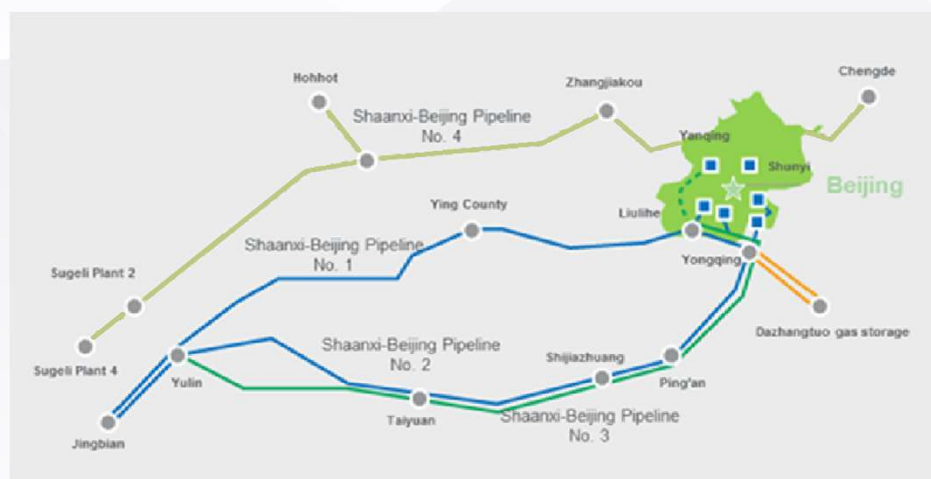 Chengde
Hohhot
Zhangjiakou
Shaanxi-Beijing Pipeline
No. 4
Yanqing
Shunyi
Beijing
Ying County
Liulihe
Shaanxi-Beijing Pipeline
No. 1
Yongqing
Sugeli Plant 2
Dazhangtuo gas storage
Shaanxi-Beijing Pipeline
No. 2
Shijiazhuang
Sugeli Plant 4
Yulin
Ping'an
Taiyuan
Shaanxi-Beijing Pipeline
No. 3
Jingbian